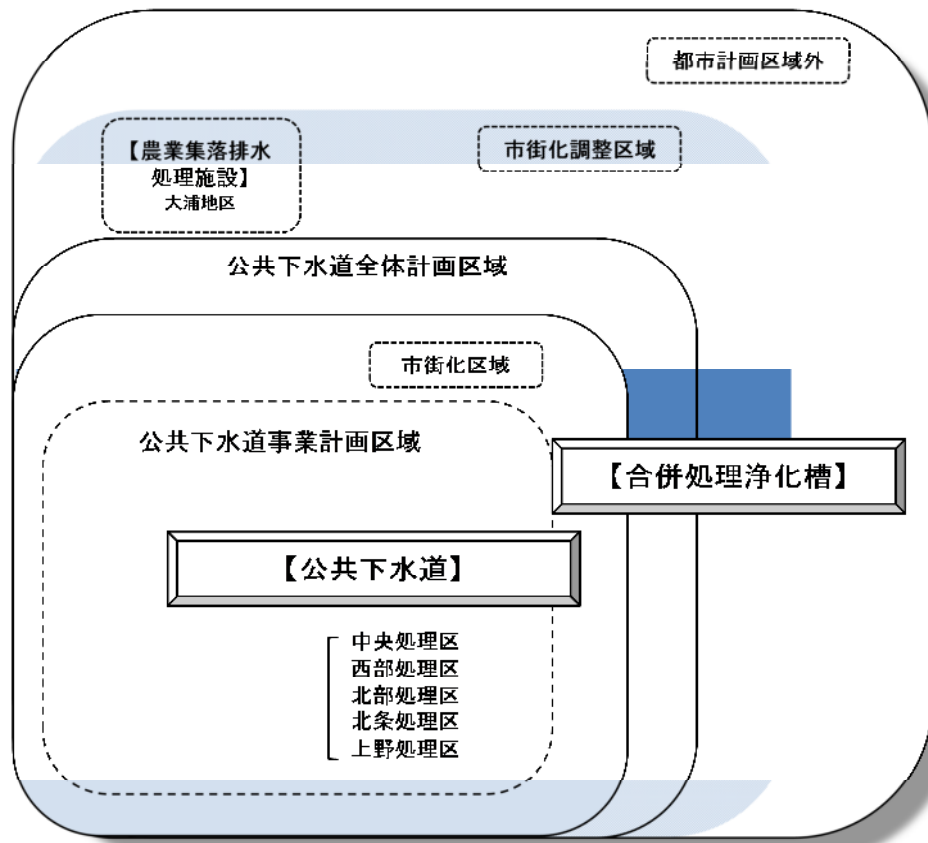 都市計画区域外
【農業集落排水
処理施設】
大浦地区
市街化調整区域
公共下水道全体計画区域
市街化区域
公共下水道事業計画区域
【合併処理浄化槽】
【公共下水道】
中央処理区
西部処理区
北部処理区
北条処理区
上野処理区